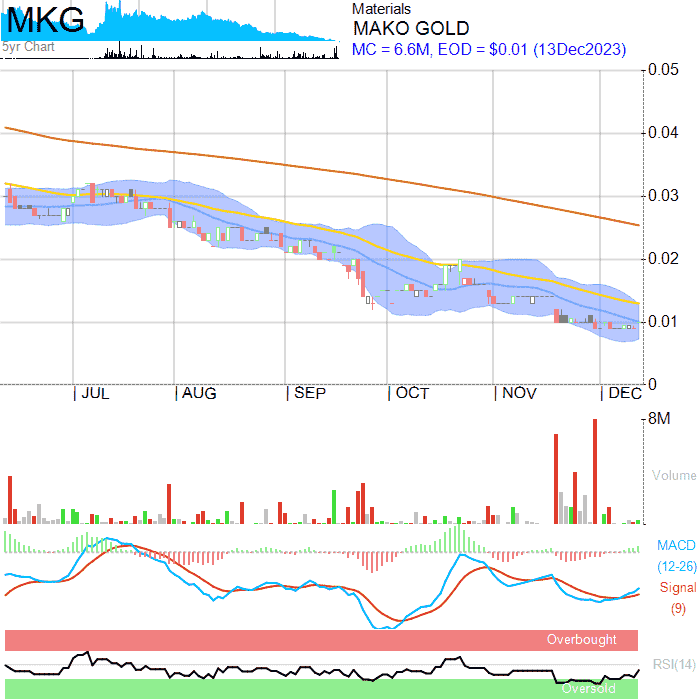 MKG
5yr Chart
Materials
MAKO GOLD
MC = 6.6M, EOD = $0.01 (13Dec2023)
0.05
0.04
0.03
0.02
0.01
0
| JUL | AUG | SEP | OCT | NOV | DEC
8M
Volume
MACD
(12-26)
Signal
(9)
Overbought
RSI(14)
Oversold